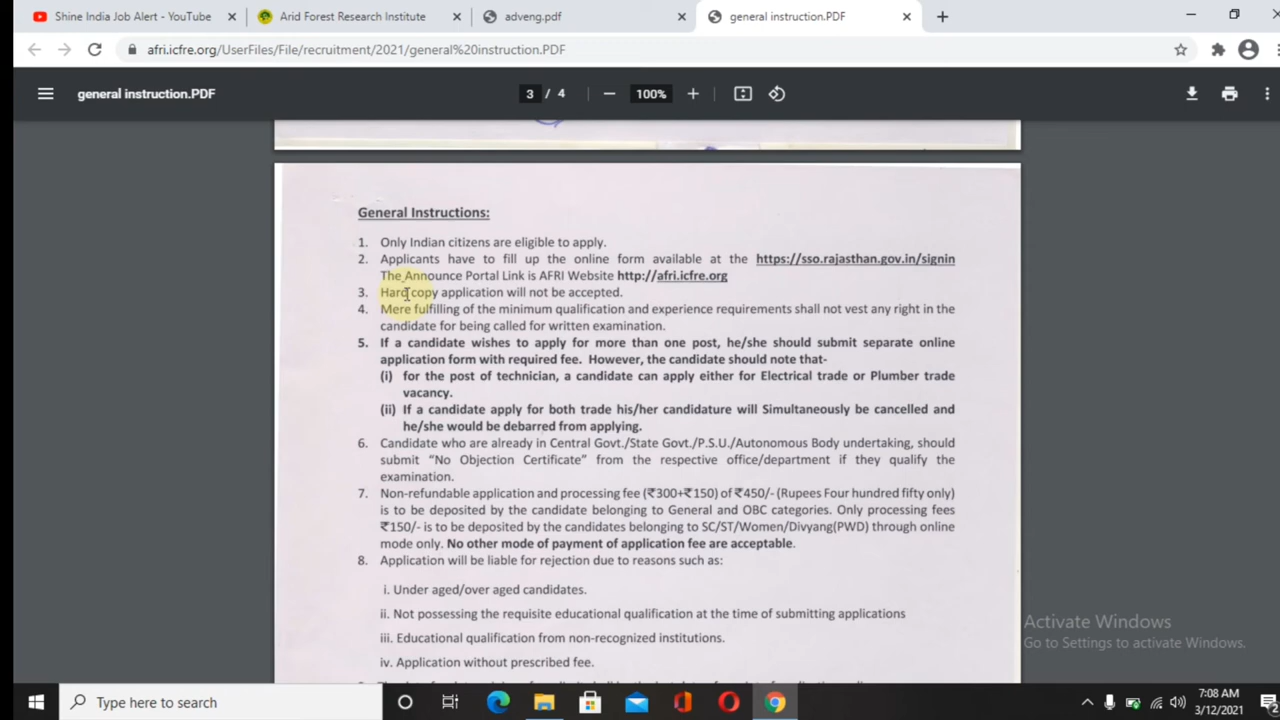 Shine India Job Alert - YouTube
Arid Forest Research Institute
adveng.pdf
general instruction.PDF
afri.icfre.org/UserFiles/File/recruitment/2021/general%20instruction.PDF
general instruction.PDF
3 / 4
100%
General Instructions:
1. Only Indian citizens are eligible to apply.
2. Applicants have to fill up the online form available at the https://sso.rajasthan.gov.in/signin
The Announce Portal Link is AFRI Website http://afri.icfre.org
3. Hard copy application will not be accepted.
4. Mere fulfilling of the minimum qualification and experience requirements shall not vest any right in the
candidate for being called for written examination.
5. If a candidate wishes to apply for more than one post, he/she should submit separate online
application form with required fee. However, the candidate should note that-
(i) for the post of technician, a candidate can apply either for Electrical trade or Plumber trade
vacancy.
(ii) If a candidate apply for both trade his/her candidature will Simultaneously be cancelled and
he/she would be debarred from applying.
6. Candidate who are already in Central Govt./State Govt./P.S.U./Autonomous Body undertaking, should
submit “No Objection Certificate” from the respective office/department if they qualify the
examination.
7. Non-refundable application and processing fee (₹300+₹150) of ₹450/- (Rupees Four hundred fifty only)
is to be deposited by the candidate belonging to General and OBC categories. Only processing fees
₹150/- is to be deposited by the candidates belonging to SC/ST/Women/Divyang(PWD) through online
mode only. No other mode of payment of application fee are acceptable.
8. Application will be liable for rejection due to reasons such as:
i. Under aged/over aged candidates.
ii. Not possessing the requisite educational qualification at the time of submitting applications
iii. Educational qualification from non-recognized institutions.
iv. Application without prescribed fee.
Activate Windows
Go to Settings to activate Windows.
Type here to search
7:08 AM
3/12/2021